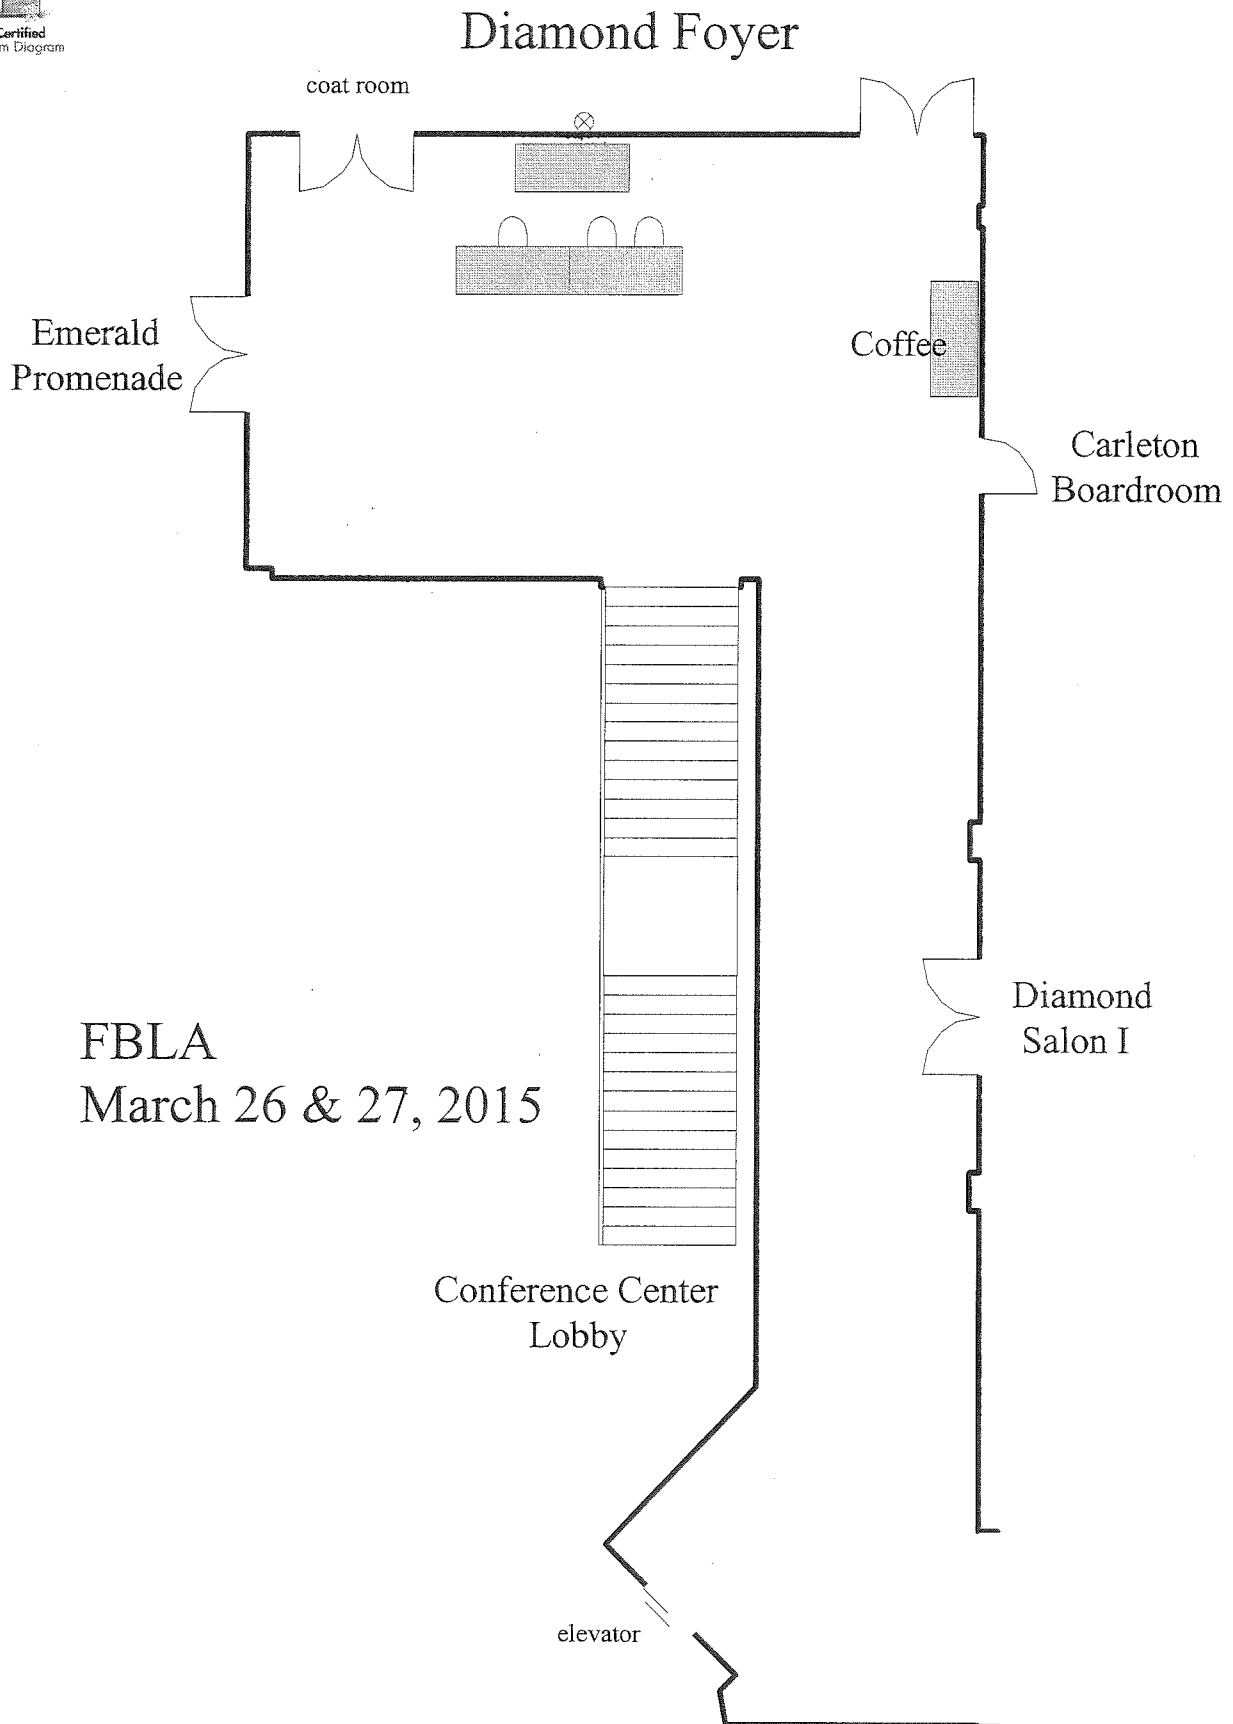 Certified
m Diagram
Diamond Foyer
coat room
Emerald
Promenade
Coffee
Carleton
Boardroom
Diamond
Salon I
FBLA
March 26 & 27, 2015
Conference Center
Lobby
elevator